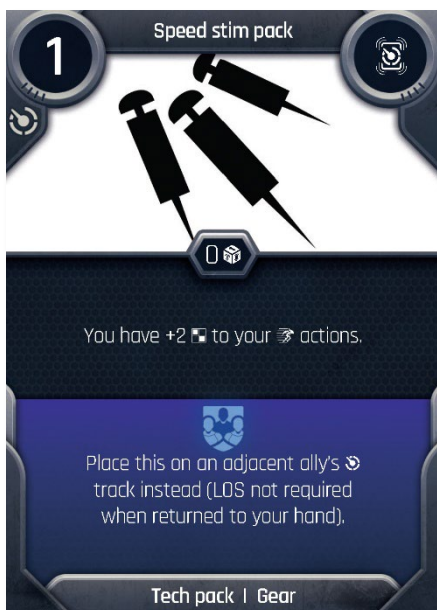 Speed stim pack
1
0
You have +2 to your actions.
Place this on an adjacent ally's
track instead (LOS not required
when returned to your hand).
Tech pack | Gear